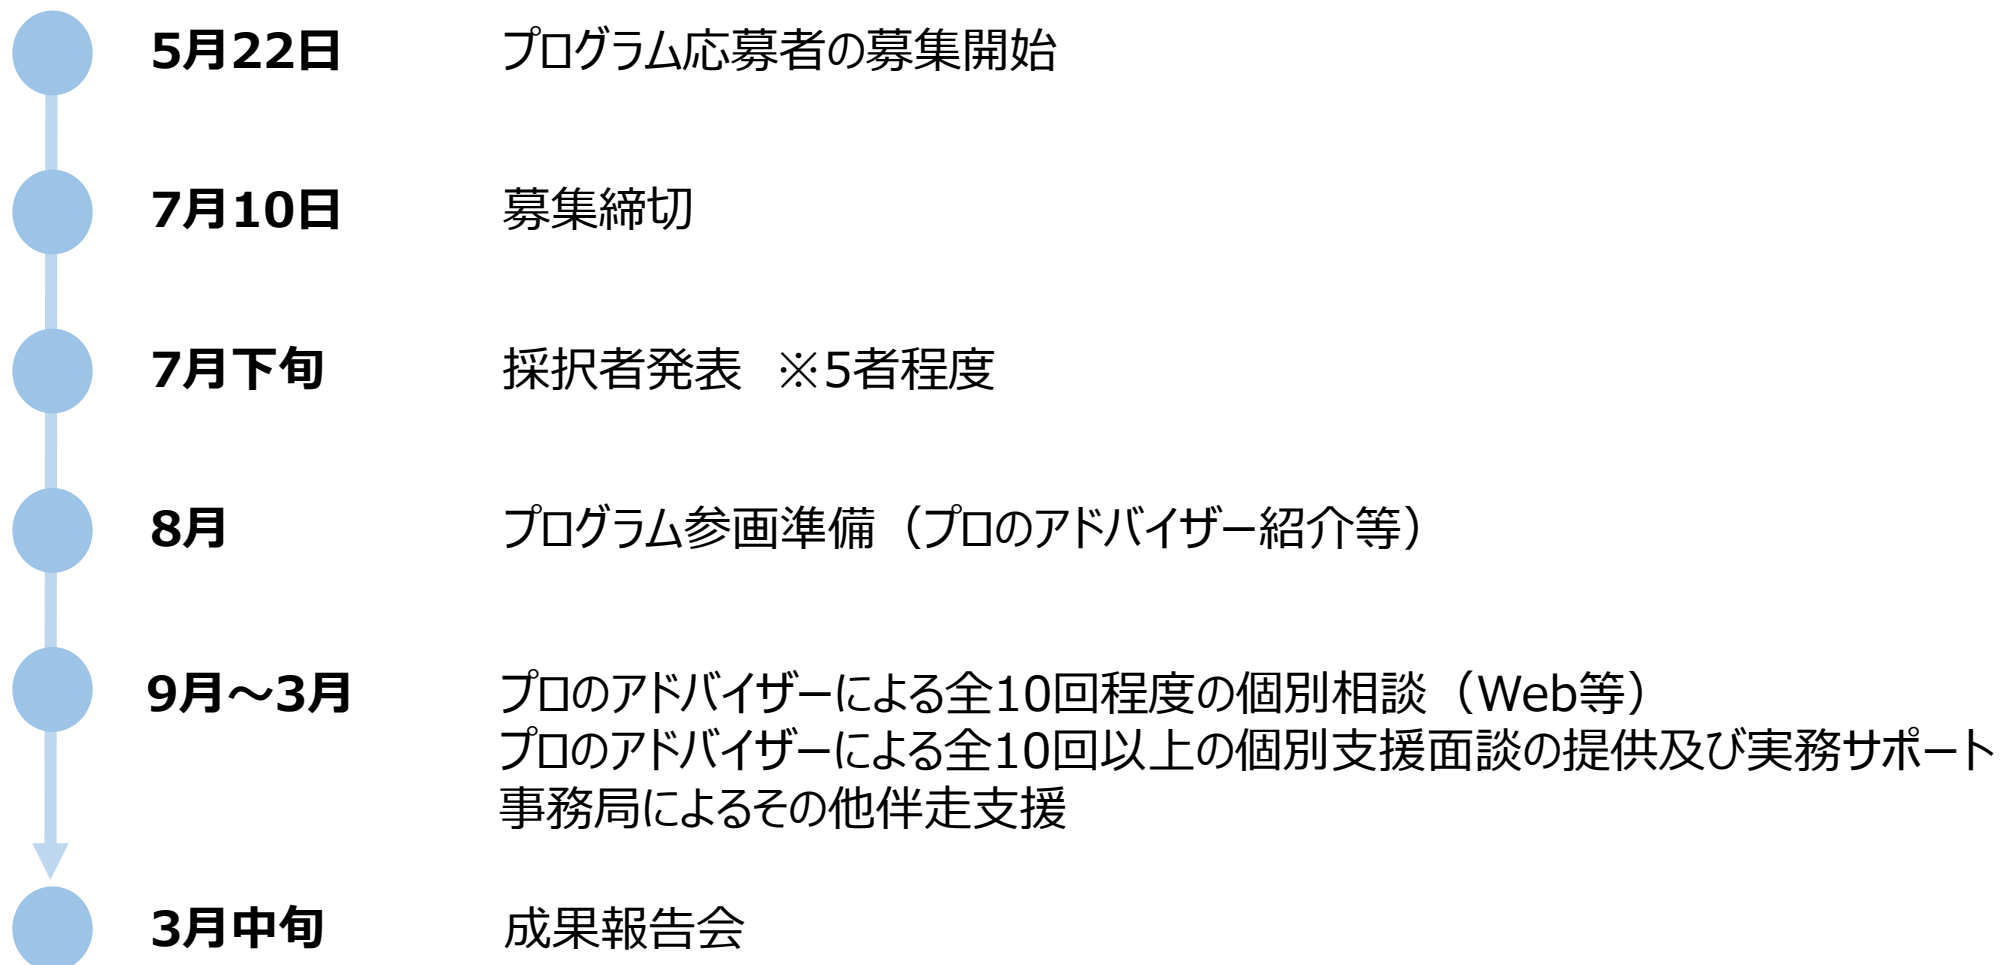 5月22日 プログラム応募者の募集開始
7月10日 募集締切
7月下旬 採択者発表 ※5者程度
8月 プログラム参画準備（プロのアドバイザー紹介等）
9月～3月 プロのアドバイザーによる全10回程度の個別相談（Web等）
プロのアドバイザーによる全10回以上の個別支援面談の提供及び実務サポート
事務局によるその他伴走支援
3月中旬 成果報告会